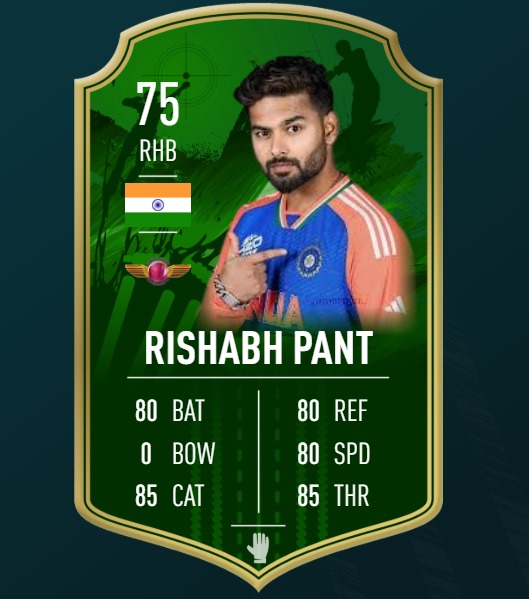 75
RHB
RISHABH PANT
80 BAT
80 REF
0 BOW
80 SPD
85 CAT
85 THR